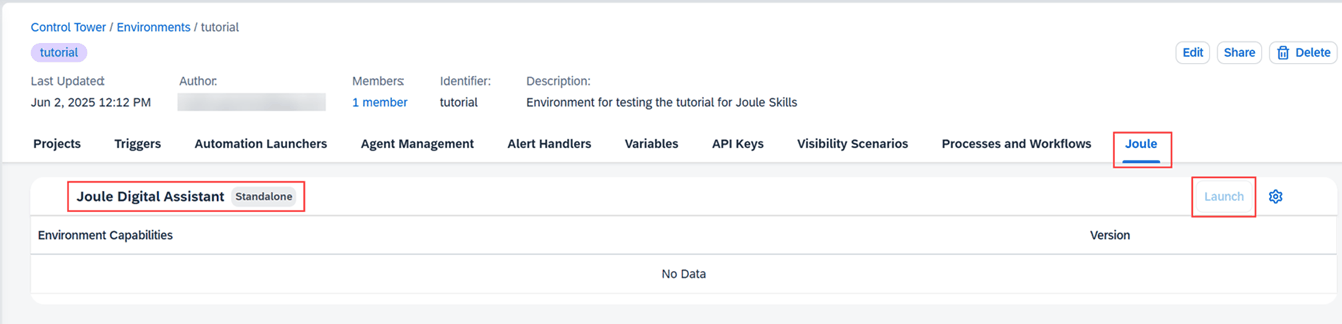 Control Tower / Environments / tutorial
tutorial
Edit Share Delete
Last Updated: Author: Members: Identifier: Description:
Jun 2, 2025 12:12 PM 1 member tutorial Environment for testing the tutorial for Joule Skills
Projects Triggers Automation Launchers Agent Management Alert Handlers Variables API Keys Visibility Scenarios Processes and Workflows Joule
Joule Digital Assistant Standalone Launch
Environment Capabilities Version
No Data